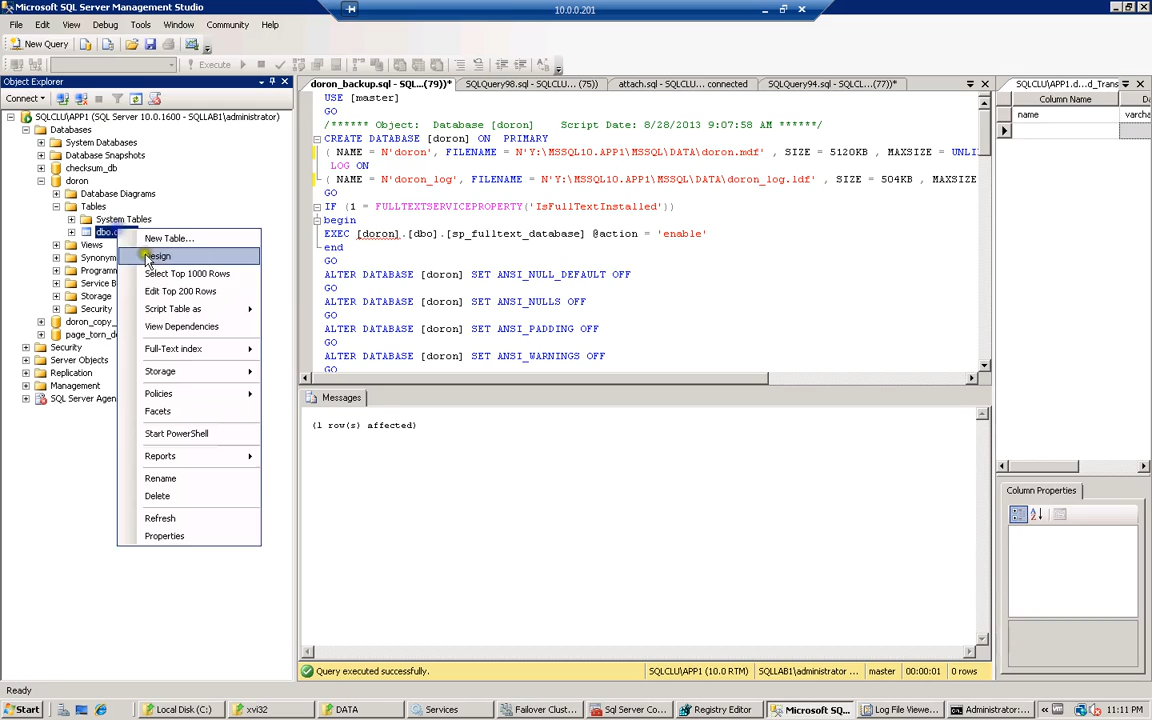 Microsoft SQL Server Management Studio
10.0.0.201
File Edit View Debug Tools Window Community Help
New Query
Execute
Object Explorer
Connect
SQLCLU\APP1 (SQL Server 10.0.1600 - SQLLAB1\administrator)
Databases
System Databases
Database Snapshots
checksum_db
doron
Database Diagrams
Tables
System Tables
Views
Storage
Security
Security
Server Objects
Replication
Management
SQL Server Agen
New Table...
esign
Select Top 1000 Rows
Edit Top 200 Rows
Script Table as
View Dependencies
Full-Text index
Storage
Policies
Facets
Start PowerShell
Reports
Rename
Delete
Refresh
Properties
doron_backup.sql - SQL...(79))* SQLQuery98.sql - SQLCLU... (75)) attach.sql - SQLCLU... connected SQLQuery94.sql - SQLCL...(77))*
USE [master]
GO
/****** Object:  Database [doron]    Script Date: 8/28/2013 9:07:58 AM ******/
CREATE DATABASE [doron] ON  PRIMARY
( NAME = N'doron', FILENAME = N'Y:\MSSQL10.APP1\MSSQL\DATA\doron.mdf' , SIZE = 5120KB , MAXSIZE = UNLI
LOG ON
( NAME = N'doron_log', FILENAME = N'Y:\MSSQL10.APP1\MSSQL\DATA\doron_log.ldf' , SIZE = 504KB , MAXSIZE
GO
IF (1 = FULLTEXTSERVICEPROPERTY('IsFullTextInstalled'))
begin
EXEC [doron].[dbo].[sp_fulltext_database] @action = 'enable'
end
GO
ALTER DATABASE [doron] SET ANSI_NULL_DEFAULT OFF
GO
ALTER DATABASE [doron] SET ANSI_NULLS OFF
GO
ALTER DATABASE [doron] SET ANSI_PADDING OFF
GO
ALTER DATABASE [doron] SET ANSI_WARNINGS OFF
GO
Messages
(1 row(s) affected)
Query executed successfully. SQLCLU\APP1 (10.0 RTM) SQLLAB1\administrator ... master 00:00:01 0 rows
SQLCLU\APP1.d...d_Trans
Column Name
name varcha
Column Properties
Ready
Start Local Disk (C:) xvi32 DATA Services Failover Clust... Sql Server Co... Registry Editor Microsoft SQ... Log File Viewe... Administrator:... 11:11 PM